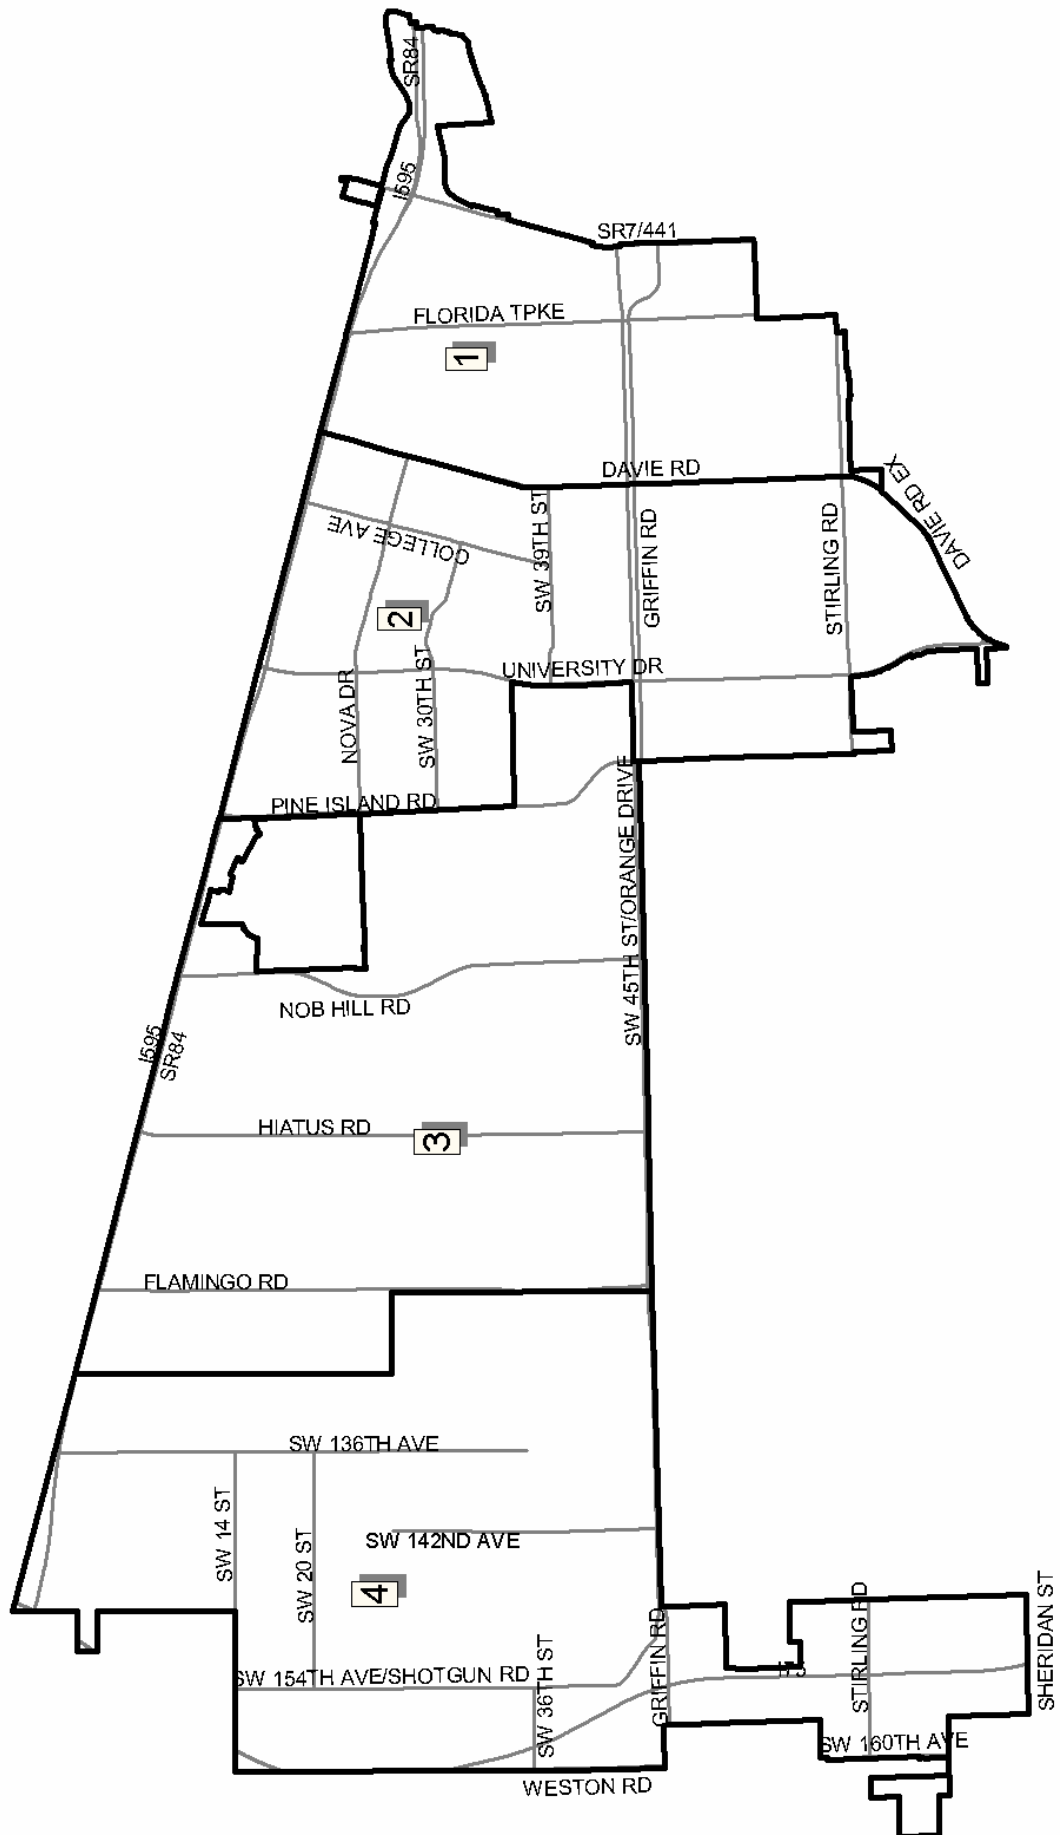 SR84
I595
SR7/441
FLORIDA TPKE
1
DAVIE RD
DAVIE RD EX
COLLEGE AVE
SW 39TH ST
GRIFFIN RD
STIRLING RD
2
UNIVERSITY DR
NOVA DR
SW 30TH ST
PINE ISLAND RD
SW 45TH ST/ORANGE DRIVE
NOB HILL RD
I595
SR84
HIATUS RD
3
FLAMINGO RD
SW 136TH AVE
SW 14 ST
SW 20 ST
SW 142ND AVE
4
SW 154TH AVE/SHOTGUN RD
SW 36TH ST
GRIFFIN RD
I75
STIRLING RD
SHERIDAN ST
SW 160TH AVE
WESTON RD